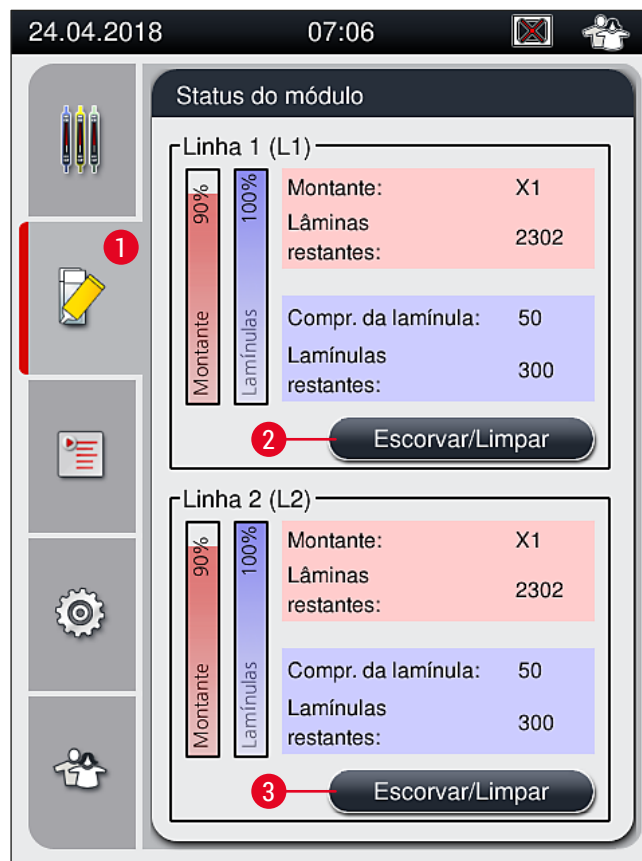 24.04.2018 07:06
Status do módulo
1
Linha 1 (L1)
90% Montante
100% Lamínulas
Montante: X1
Lâminas
restantes: 2302
Compr. da lamínula: 50
Lamínulas
restantes: 300
2 Escorvar/Limpar
Linha 2 (L2)
90% Montante
100% Lamínulas
Montante: X1
Lâminas
restantes: 2302
Compr. da lamínula: 50
Lamínulas
restantes: 300
3 Escorvar/Limpar